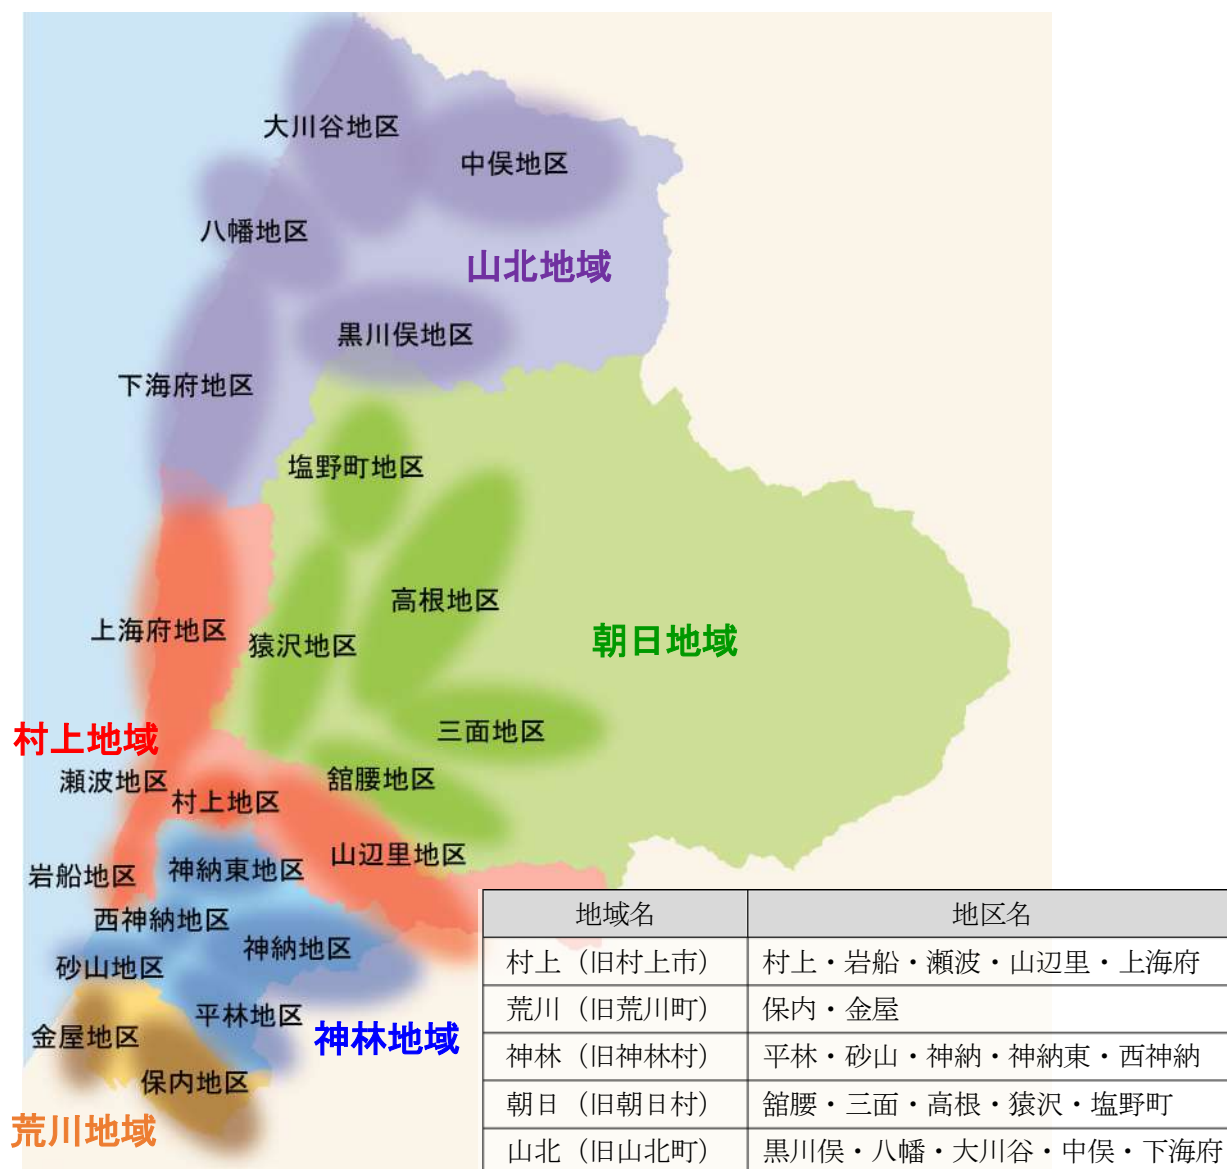 大川谷地区
中俣地区
八幡地区
山北地域
黒川俣地区
下海府地区
塩野町地区
高根地区
上海府地区
猿沢地区
朝日地域
三面地区
村上地域
瀬波地区
舘腰地区
村上地区
山辺里地区
岩船地区
神納東地区
西神納地区
神納地区
砂山地区
平林地区
金屋地区
神林地域
保内地区
荒川地域
地域名 地区名
村上（旧村上市） 村上・岩船・瀬波・山辺里・上海府
荒川（旧荒川町） 保内・金屋
神林（旧神林村） 平林・砂山・神納・神納東・西神納
朝日（旧朝日村） 舘腰・三面・高根・猿沢・塩野町
山北（旧山北町） 黒川俣・八幡・大川谷・中俣・下海府